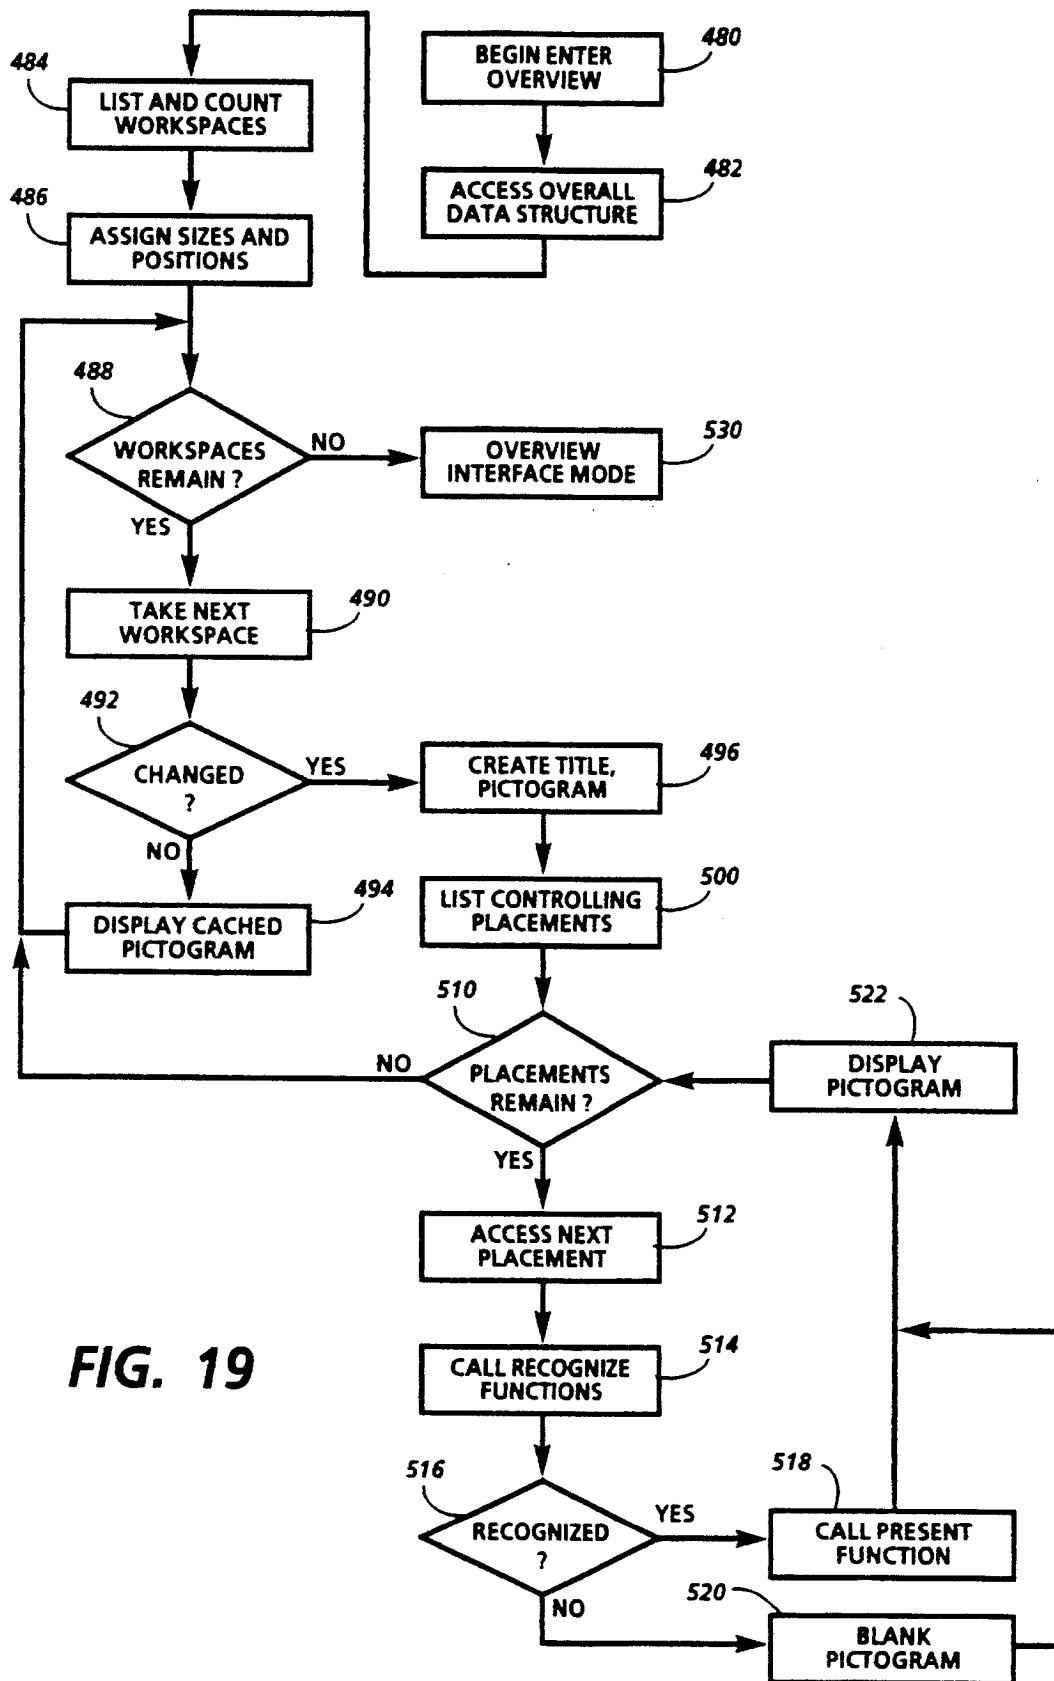 480
BEGIN ENTER
OVERVIEW
482
ACCESS OVERALL
DATA STRUCTURE
484
LIST AND COUNT
WORKSPACES
486
ASSIGN SIZES AND
POSITIONS
488
WORKSPACES
REMAIN ?
NO
530
OVERVIEW
INTERFACE MODE
YES
490
TAKE NEXT
WORKSPACE
492
CHANGED
?
YES
496
CREATE TITLE,
PICTOGRAM
NO
494
DISPLAY CACHED
PICTOGRAM
500
LIST CONTROLLING
PLACEMENTS
510
PLACEMENTS
REMAIN ?
NO
522
DISPLAY
PICTOGRAM
YES
512
ACCESS NEXT
PLACEMENT
514
CALL RECOGNIZE
FUNCTIONS
516
RECOGNIZED
?
YES
518
CALL PRESENT
FUNCTION
NO
520
BLANK
PICTOGRAM
FIG. 19